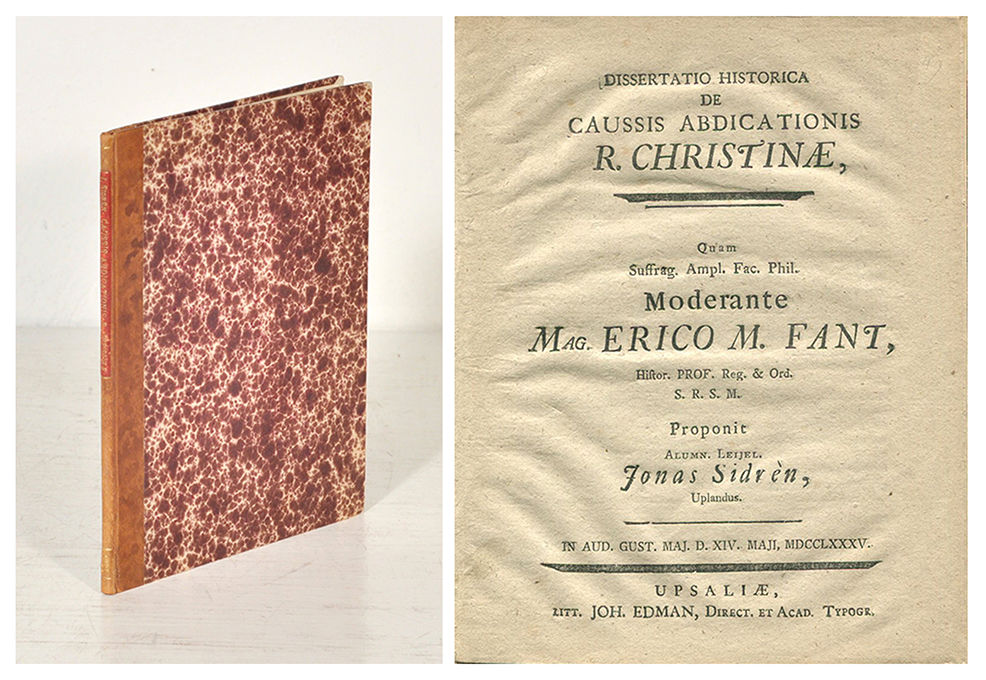 DISSERTATIO HISTORICA
DE
CAUSSIS ABDICATIONIS
R. CHRISTINÆ,
Quam
Suffrag. Ampl. Fac. Phil.
Moderante
MAG. ERICO M. FANT,
Histor. PROF. Reg. & Ord.
S. R. S. M.
Proponit
ALUMN. LEIJEL.
Jonas Sidrèn,
Uplandus.
IN AUD. GUST. MAJ. D. XIV. MAJI, MDCCLXXXV.
UPSALIÆ,
LITT. JOH. EDMAN, DIRECT. ET ACAD. TYPOGR.